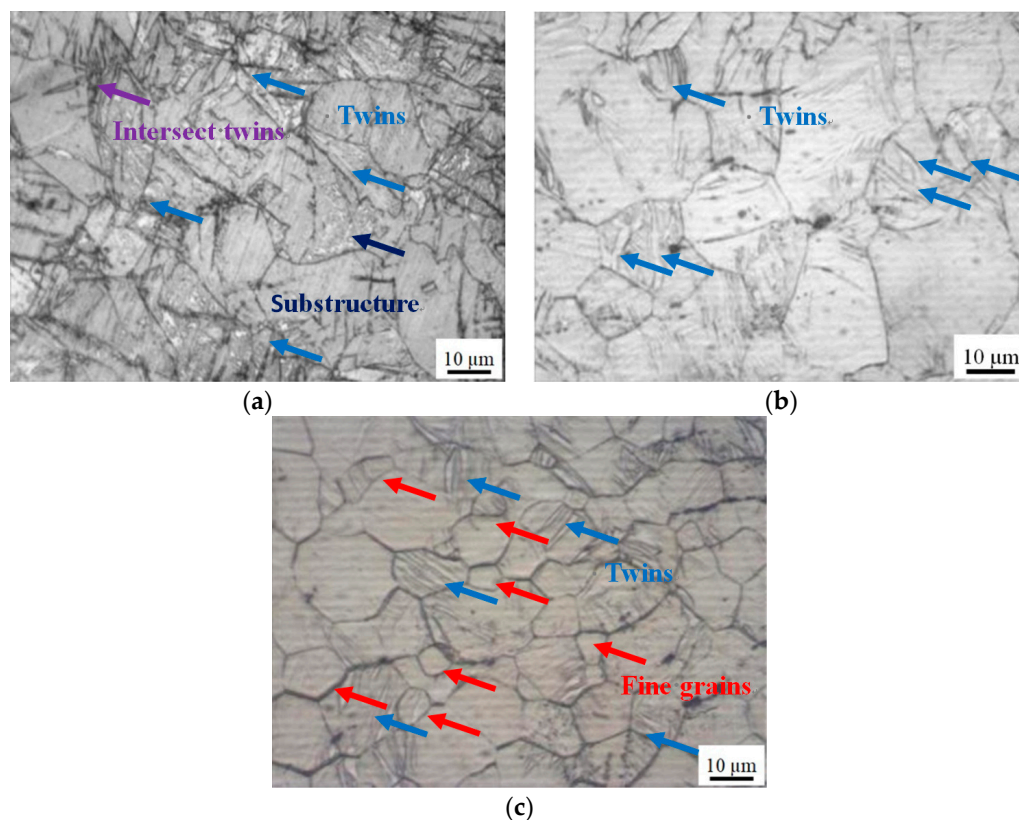 Intersect twins
Twins
Substructure
10 μm
(a)
Twins
10 μm
(b)
Twins
Fine grains
10 μm
(c)